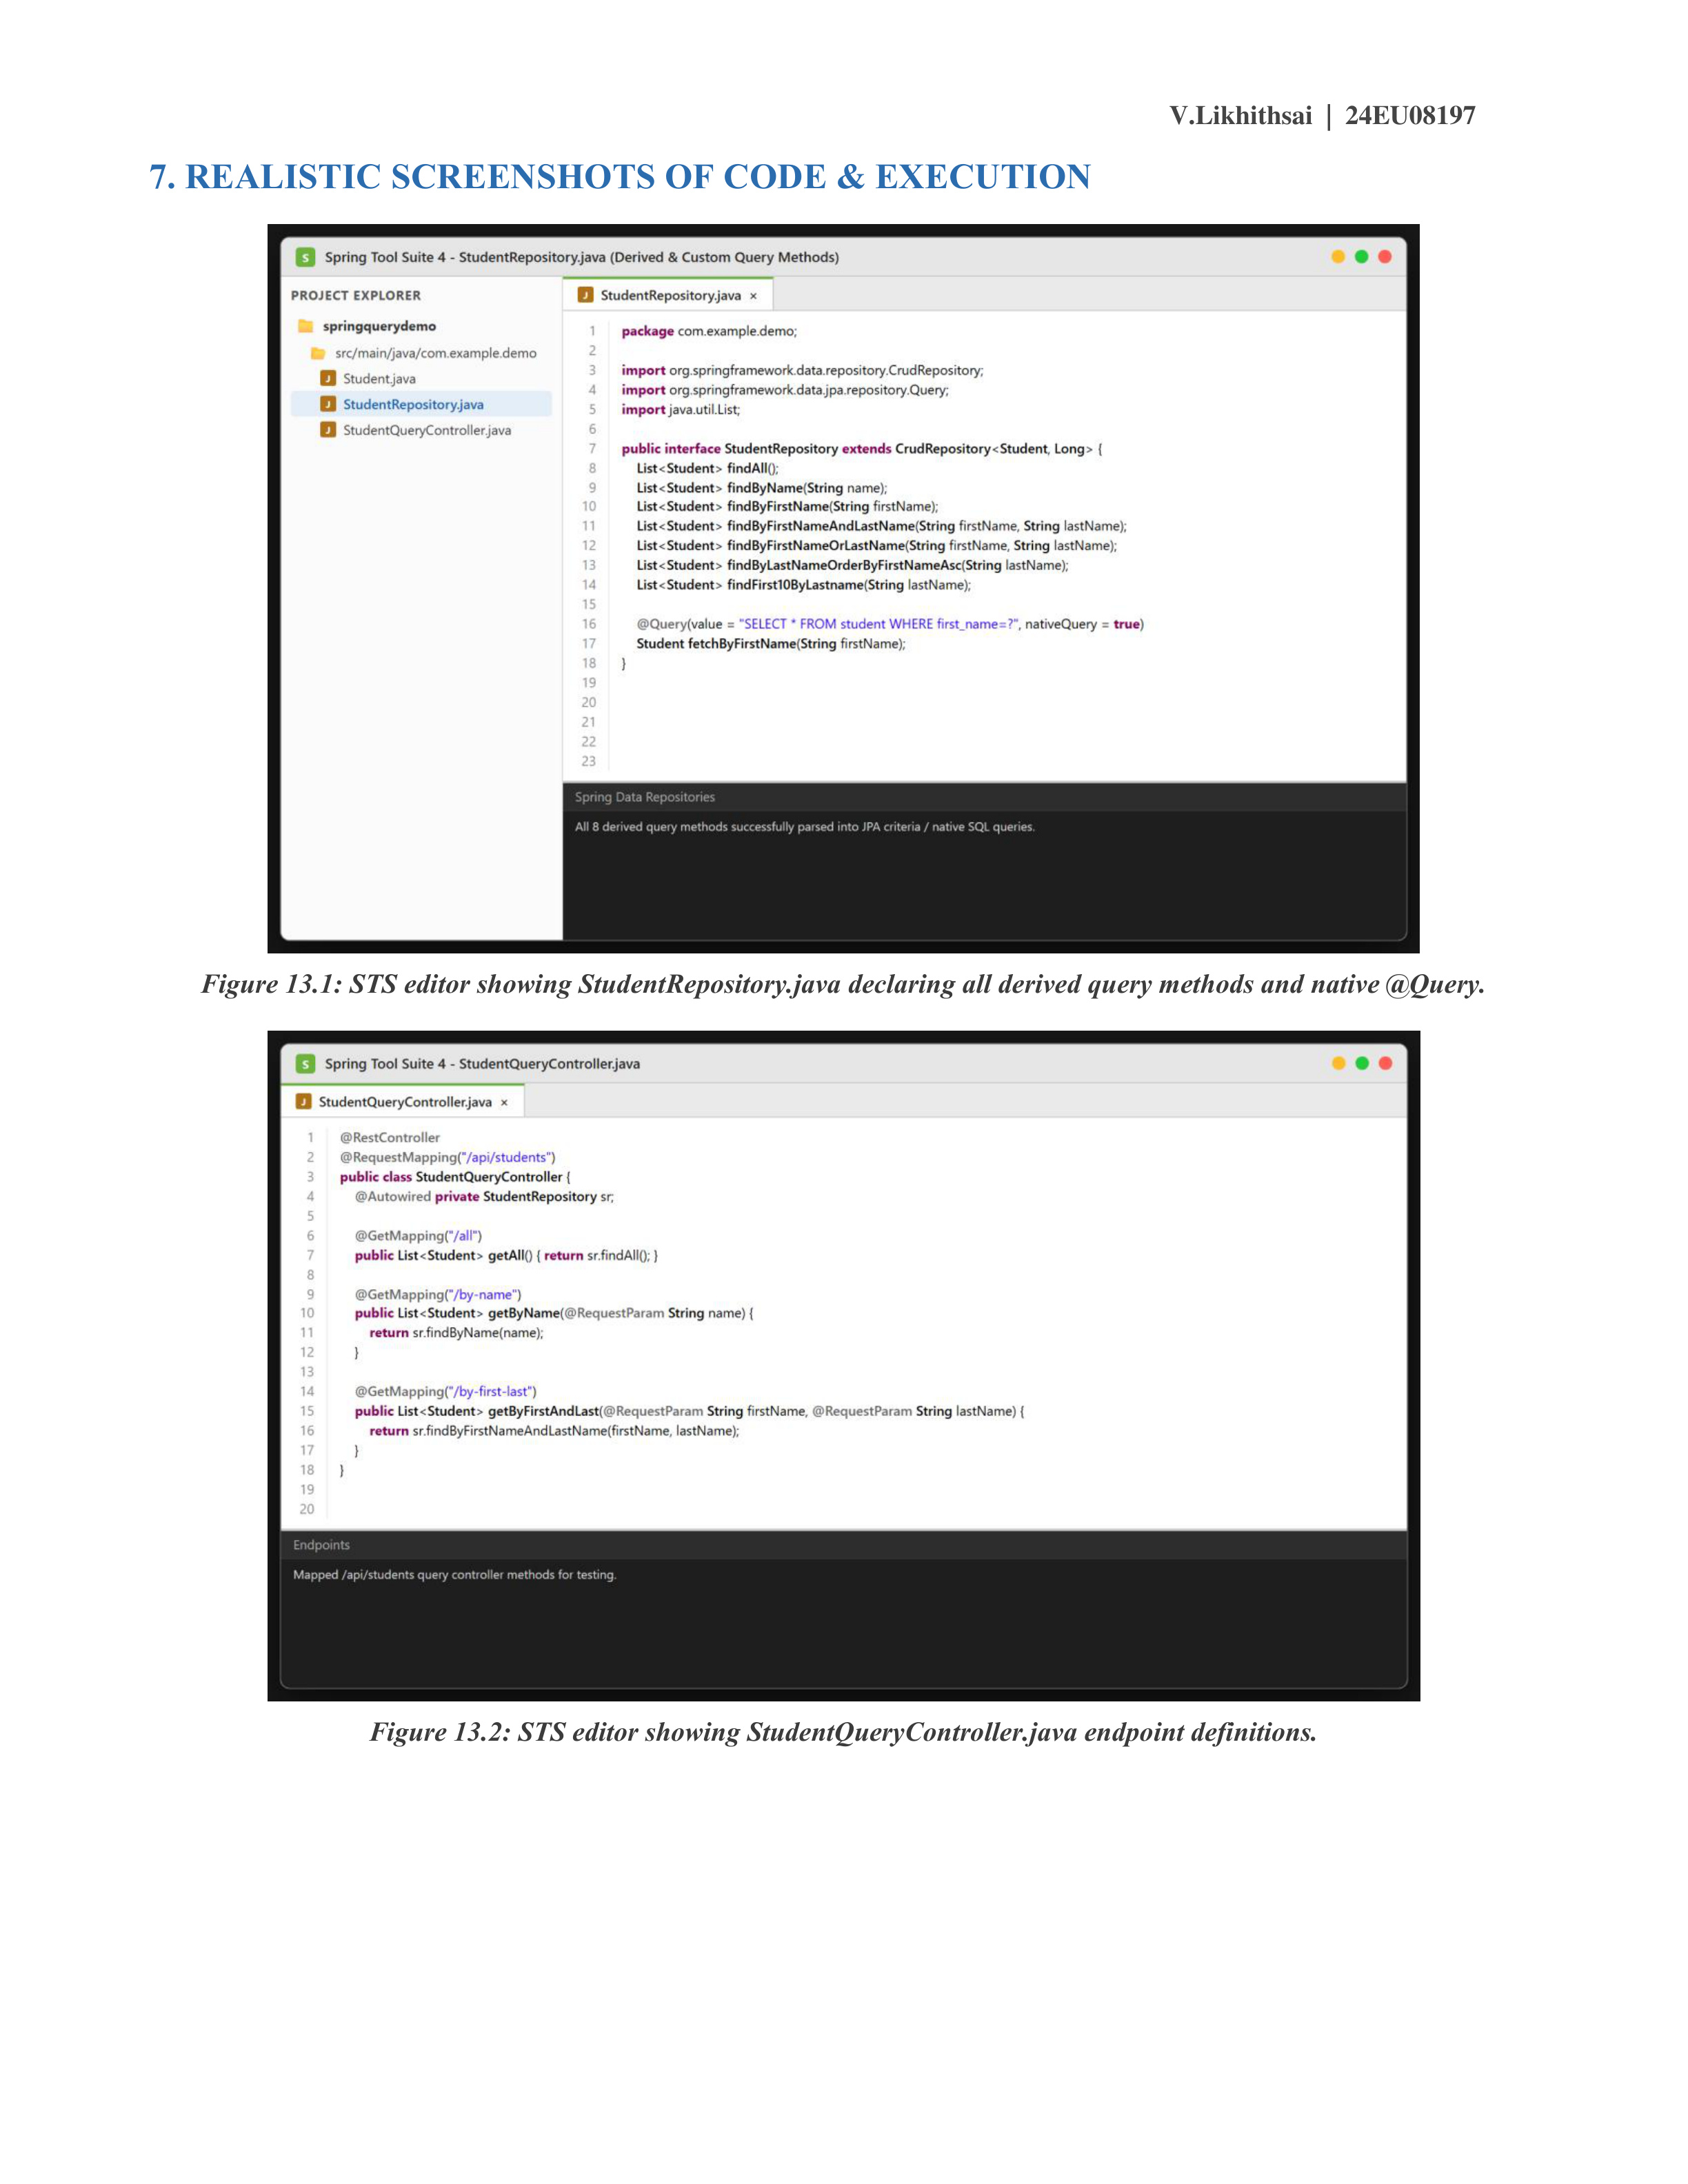 V.Likhithsai | 24EU08197
7. REALISTIC SCREENSHOTS OF CODE & EXECUTION
S Spring Tool Suite 4 - StudentRepository.java (Derived & Custom Query Methods)
PROJECT EXPLORER
springquerydemo
src/main/java/com.example.demo
J Student.java
J StudentRepository.java
J StudentQueryController.java
J StudentRepository.java ×
1 package com.example.demo;
2
3 import org.springframework.data.repository.CrudRepository;
4 import org.springframework.data.jpa.repository.Query;
5 import java.util.List;
6
7 public interface StudentRepository extends CrudRepository<Student, Long> {
8 List<Student> findAll();
9 List<Student> findByName(String name);
10 List<Student> findByFirstName(String firstName);
11 List<Student> findByFirstNameAndLastName(String firstName, String lastName);
12 List<Student> findByFirstNameOrLastName(String firstName, String lastName);
13 List<Student> findByLastNameOrderByFirstNameAsc(String lastName);
14 List<Student> findFirst10ByLastname(String lastName);
15
16 @Query(value = "SELECT * FROM student WHERE first_name=?", nativeQuery = true)
17 Student fetchByFirstName(String firstName);
18 }
19
20
21
22
23
Spring Data Repositories
All 8 derived query methods successfully parsed into JPA criteria / native SQL queries.
Figure 13.1: STS editor showing StudentRepository.java declaring all derived query methods and native @Query.
S Spring Tool Suite 4 - StudentQueryController.java
J StudentQueryController.java ×
1 @RestController
2 @RequestMapping("/api/students")
3 public class StudentQueryController {
4 @Autowired private StudentRepository sr;
5
6 @GetMapping("/all")
7 public List<Student> getAll() { return sr.findAll(); }
8
9 @GetMapping("/by-name")
10 public List<Student> getByName(@RequestParam String name) {
11 return sr.findByName(name);
12 }
13
14 @GetMapping("/by-first-last")
15 public List<Student> getByFirstAndLast(@RequestParam String firstName, @RequestParam String lastName) {
16 return sr.findByFirstNameAndLastName(firstName, lastName);
17 }
18 }
19
20
Endpoints
Mapped /api/students query controller methods for testing.
Figure 13.2: STS editor showing StudentQueryController.java endpoint definitions.